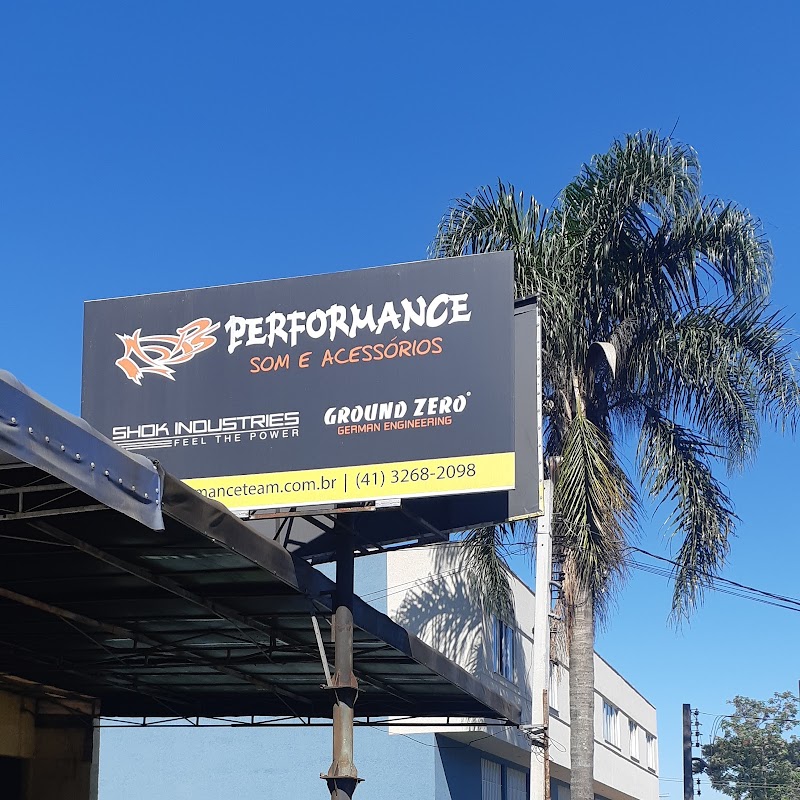 PERFORMANCE
SOM E ACESSÓRIOS
SHOK INDUSTRIES
FEEL THE POWER
GROUND ZERO®
GERMAN ENGINEERING
manceteam.com.br | (41) 3268-2098